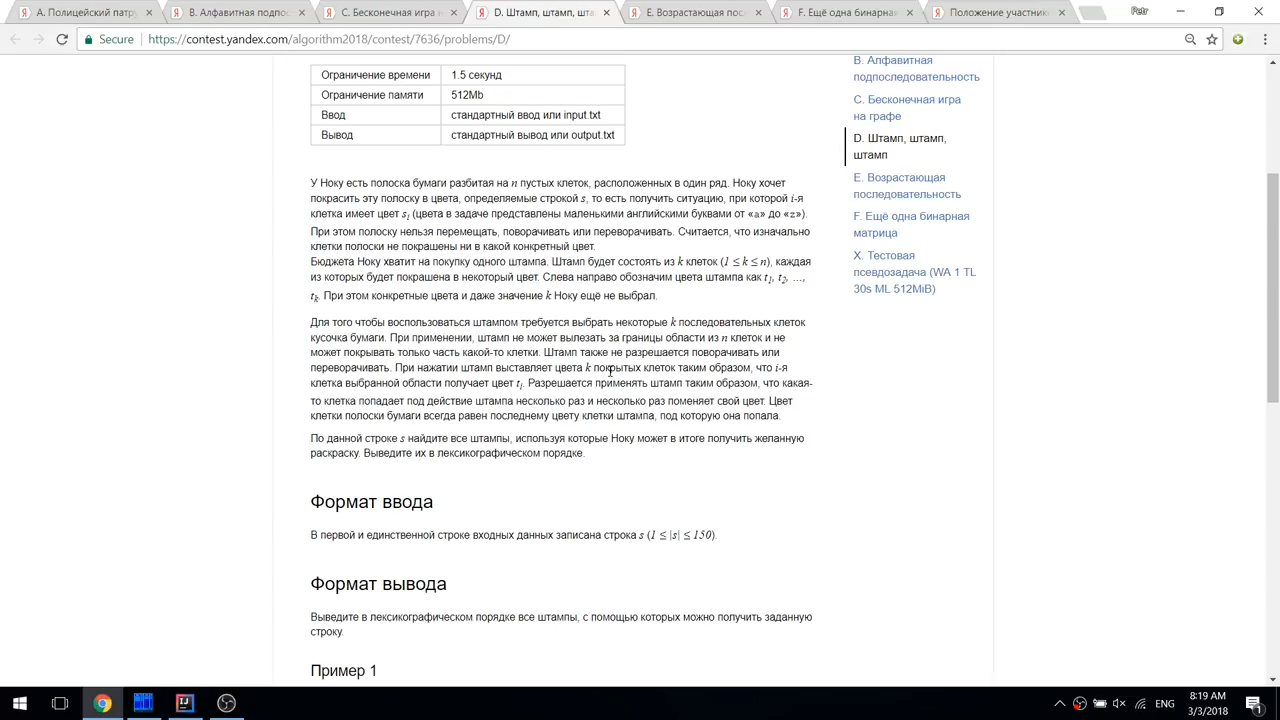 А. Полицейский патру
В. Алфавитная подпос
С. Бесконечная игра н
D. Штамп, штамп, шта
Е. Возрастающая посл
F. Ещё одна бинарная
Положение участники
Petr
Secure | https://contest.yandex.com/algorithm2018/contest/7636/problems/D/
Ограничение времени 1.5 секунд
Ограничение памяти 512Mb
Ввод стандартный ввод или input.txt
Вывод стандартный вывод или output.txt
У Ноку есть полоска бумаги разбитая на n пустых клеток, расположенных в один ряд. Ноку хочет
покрасить эту полоску в цвета, определяемые строкой s, то есть получить ситуацию, при которой i-я
клетка имеет цвет si (цвета в задаче представлены маленькими английскими буквами от «a» до «z»).
При этом полоску нельзя перемещать, поворачивать или переворачивать. Считается, что изначально
клетки полоски не покрашены ни в какой конкретный цвет.
Бюджета Ноку хватит на покупку одного штампа. Штамп будет состоять из k клеток (1 ≤ k ≤ n), каждая
из которых будет покрашена в некоторый цвет. Слева направо обозначим цвета штампа как t1, t2, ...,
tk. При этом конкретные цвета и даже значение k Ноку ещё не выбрал.
Для того чтобы воспользоваться штампом требуется выбрать некоторые k последовательных клеток
кусочка бумаги. При применении, штамп не может вылезать за границы области из n клеток и не
может покрывать только часть какой-то клетки. Штамп также не разрешается поворачивать или
переворачивать. При нажатии штамп выставляет цвета k покрытых клеток таким образом, что i-я
клетка выбранной области получает цвет ti. Разрешается применять штамп таким образом, что какая-
то клетка попадает под действие штампа несколько раз и несколько раз поменяет свой цвет. Цвет
клетки полоски бумаги всегда равен последнему цвету клетки штампа, под которую она попала.
По данной строке s найдите все штампы, используя которые Ноку может в итоге получить желанную
раскраску. Выведите их в лексикографическом порядке.
Формат ввода
В первой и единственной строке входных данных записана строка s (1 ≤ |s| ≤ 150).
Формат вывода
Выведите в лексикографическом порядке все штампы, с помощью которых можно получить заданную
строку.
Пример 1
В. Алфавитная
подпоследовательность
С. Бесконечная игра
на графе
D. Штамп, штамп,
штамп
Е. Возрастающая
последовательность
F. Ещё одна бинарная
матрица
X. Тестовая
псевдозадача (WA 1 TL
30s ML 512MiB)
ENG
8:19 AM
3/3/2018
1